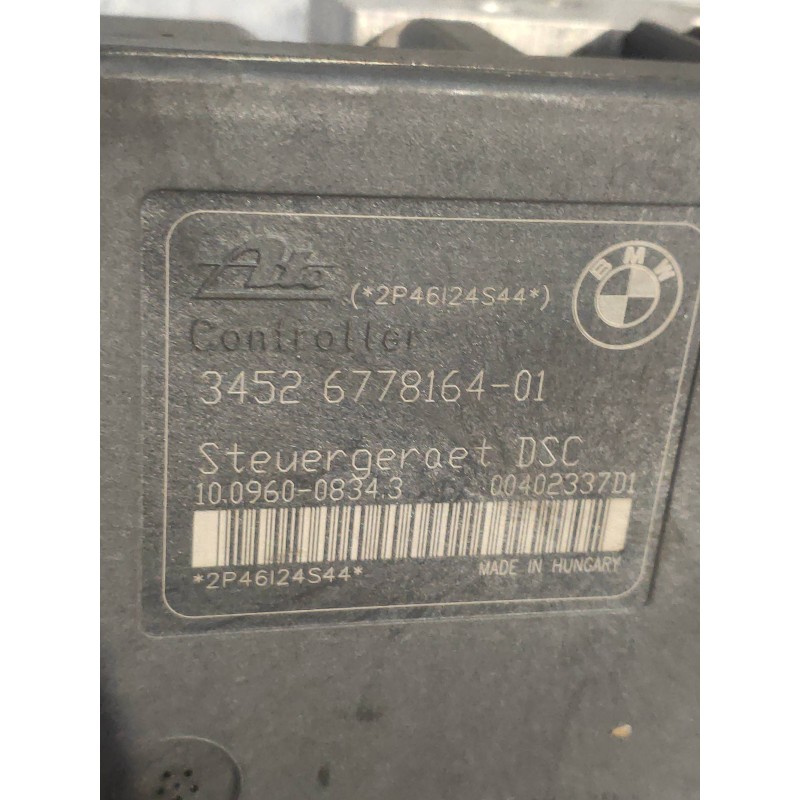 Ate
(*2P46I24S44*)
BMW
Controller
3452 6778164-01
Steuergeraet DSC
10.0960-0834.3 00402337D1
*2P46I24S44*
MADE IN HUNGARY